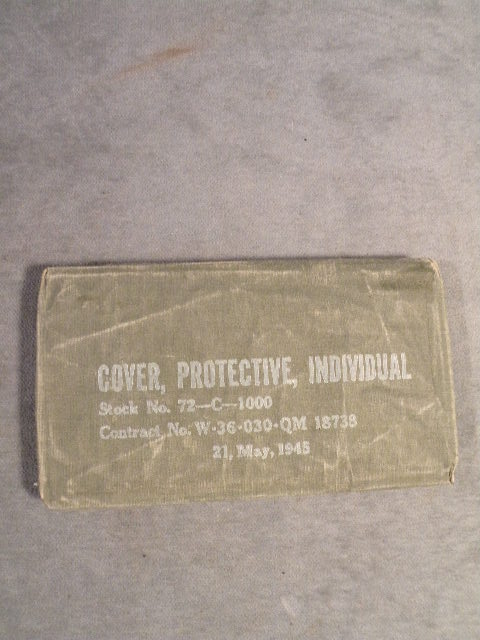 COVER, PROTECTIVE, INDIVIDUAL
Stock No. 72—C—1000
Contract No. W-36-030-QM 18738
21, May, 1945